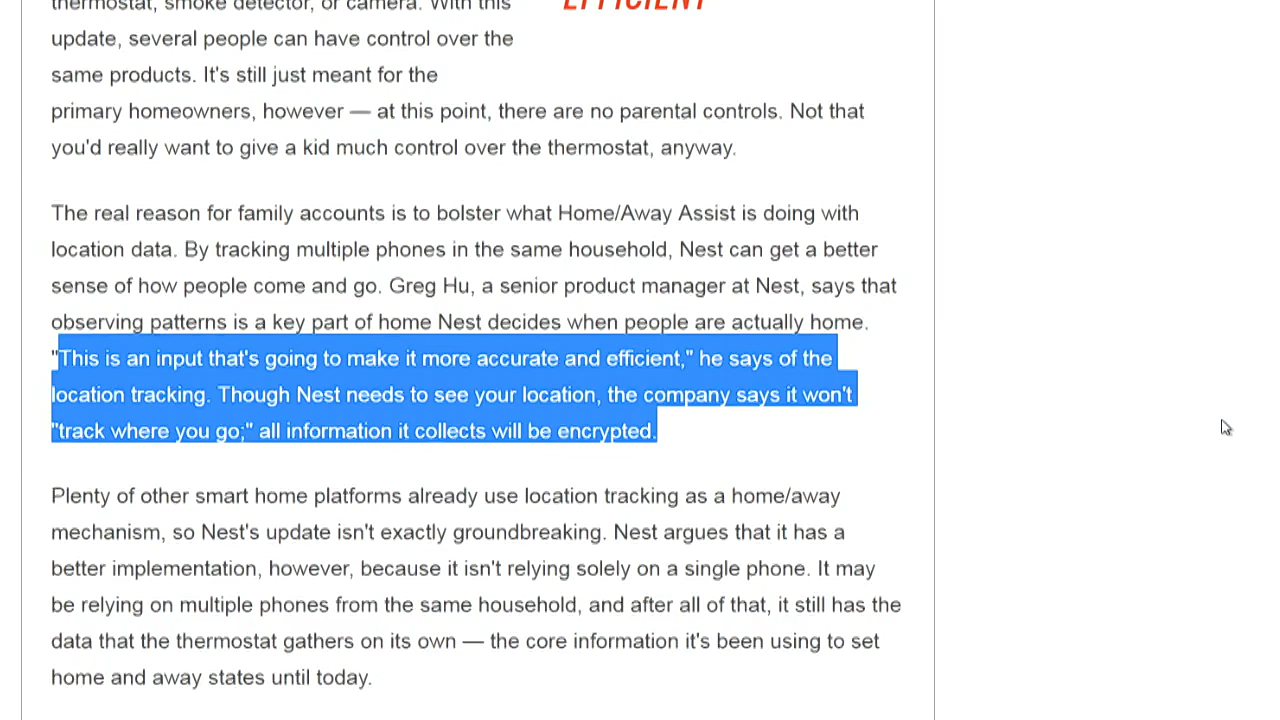 thermostat, smoke detector, or camera. With this
EFFICIENT"
update, several people can have control over the
same products. It's still just meant for the
primary homeowners, however — at this point, there are no parental controls. Not that
you'd really want to give a kid much control over the thermostat, anyway.
The real reason for family accounts is to bolster what Home/Away Assist is doing with
location data. By tracking multiple phones in the same household, Nest can get a better
sense of how people come and go. Greg Hu, a senior product manager at Nest, says that
observing patterns is a key part of home Nest decides when people are actually home.
"This is an input that's going to make it more accurate and efficient," he says of the
location tracking. Though Nest needs to see your location, the company says it won't
"track where you go;" all information it collects will be encrypted.
Plenty of other smart home platforms already use location tracking as a home/away
mechanism, so Nest's update isn't exactly groundbreaking. Nest argues that it has a
better implementation, however, because it isn't relying solely on a single phone. It may
be relying on multiple phones from the same household, and after all of that, it still has the
data that the thermostat gathers on its own — the core information it's been using to set
home and away states until today.